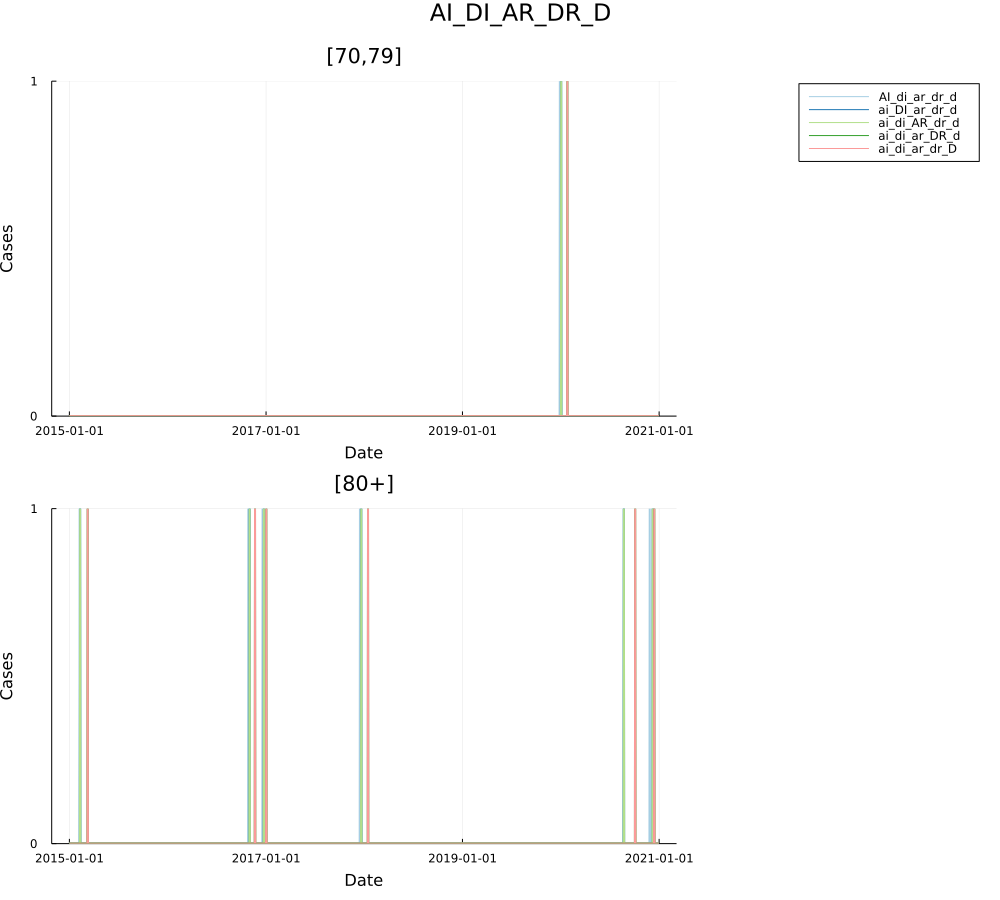 AI_DI_AR_DR_D
[70,79]
1
Cases
0
2015-01-01 2017-01-01 2019-01-01 2021-01-01
Date
AI_di_ar_dr_d
ai_DI_ar_dr_d
ai_di_AR_dr_d
ai_di_ar_DR_d
ai_di_ar_dr_D
[80+]
1
Cases
0
2015-01-01 2017-01-01 2019-01-01 2021-01-01
Date